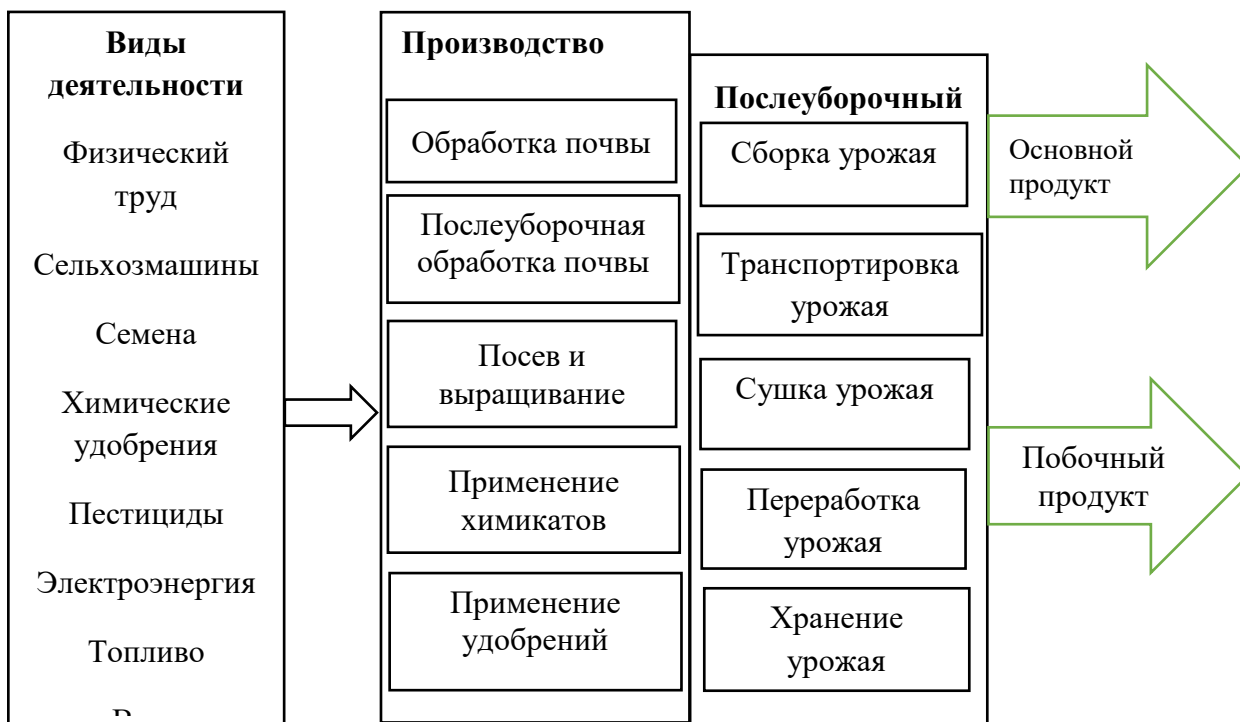 Виды
деятельности
Физический
труд
Сельхозмашины
Семена
Химические
удобрения
Пестициды
Электроэнергия
Топливо
Производство
Обработка почвы
Послеуборочная
обработка почвы
Посев и
выращивание
Применение
химикатов
Применение
удобрений
Послеуборочный
Сборка урожая
Транспортировка
урожая
Сушка урожая
Переработка
урожая
Хранение
урожая
Основной
продукт
Побочный
продукт